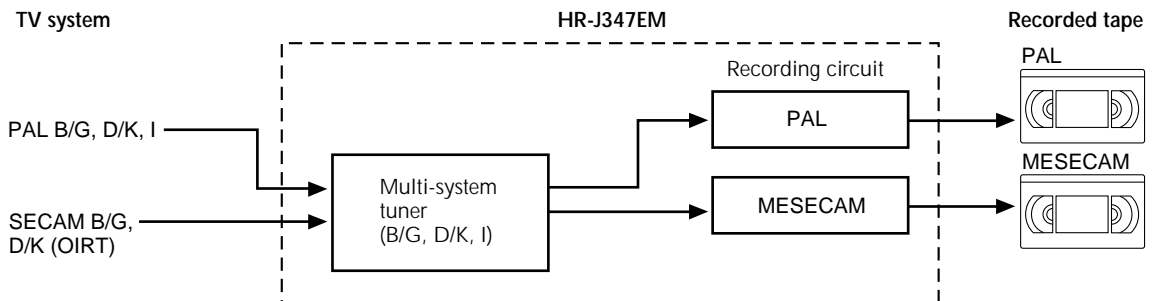 TV system
HR-J347EM
Recorded tape
PAL
Recording circuit
PAL
PAL B/G, D/K, I
MESECAM
Multi-system
tuner
(B/G, D/K, I)
MESECAM
SECAM B/G,
D/K (OIRT)